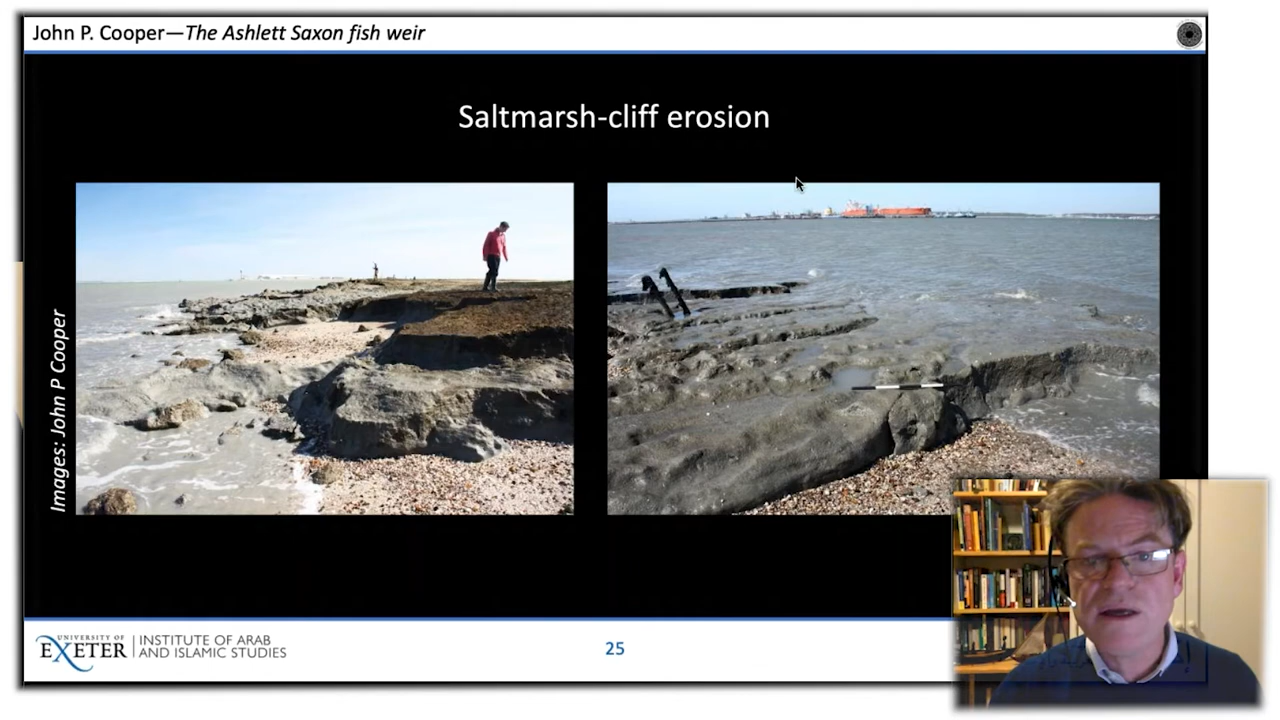 John P. Cooper—The Ashlett Saxon fish weir
Saltmarsh-cliff erosion
Images: John P Cooper
UNIVERSITY OF
EXETER
INSTITUTE OF ARAB
AND ISLAMIC STUDIES
25